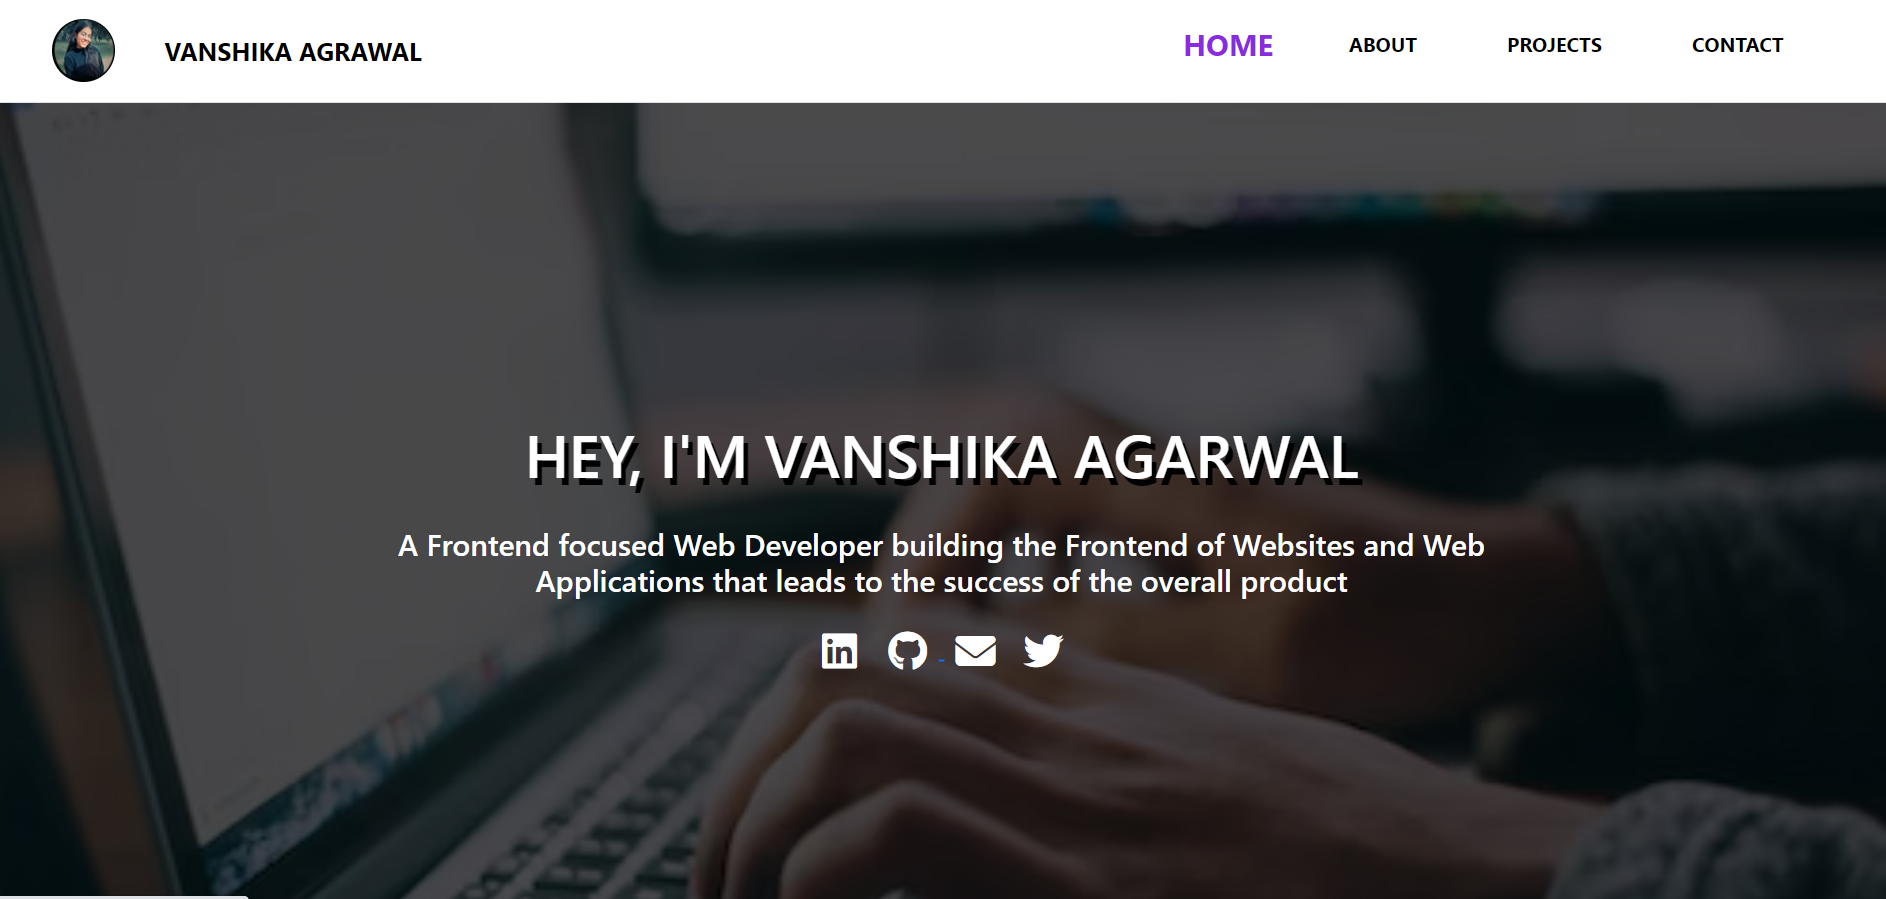 VANSHIKA AGRAWAL
HOME
ABOUT
PROJECTS
CONTACT
HEY, I'M VANSHIKA AGARWAL
A Frontend focused Web Developer building the Frontend of Websites and Web
Applications that leads to the success of the overall product
in